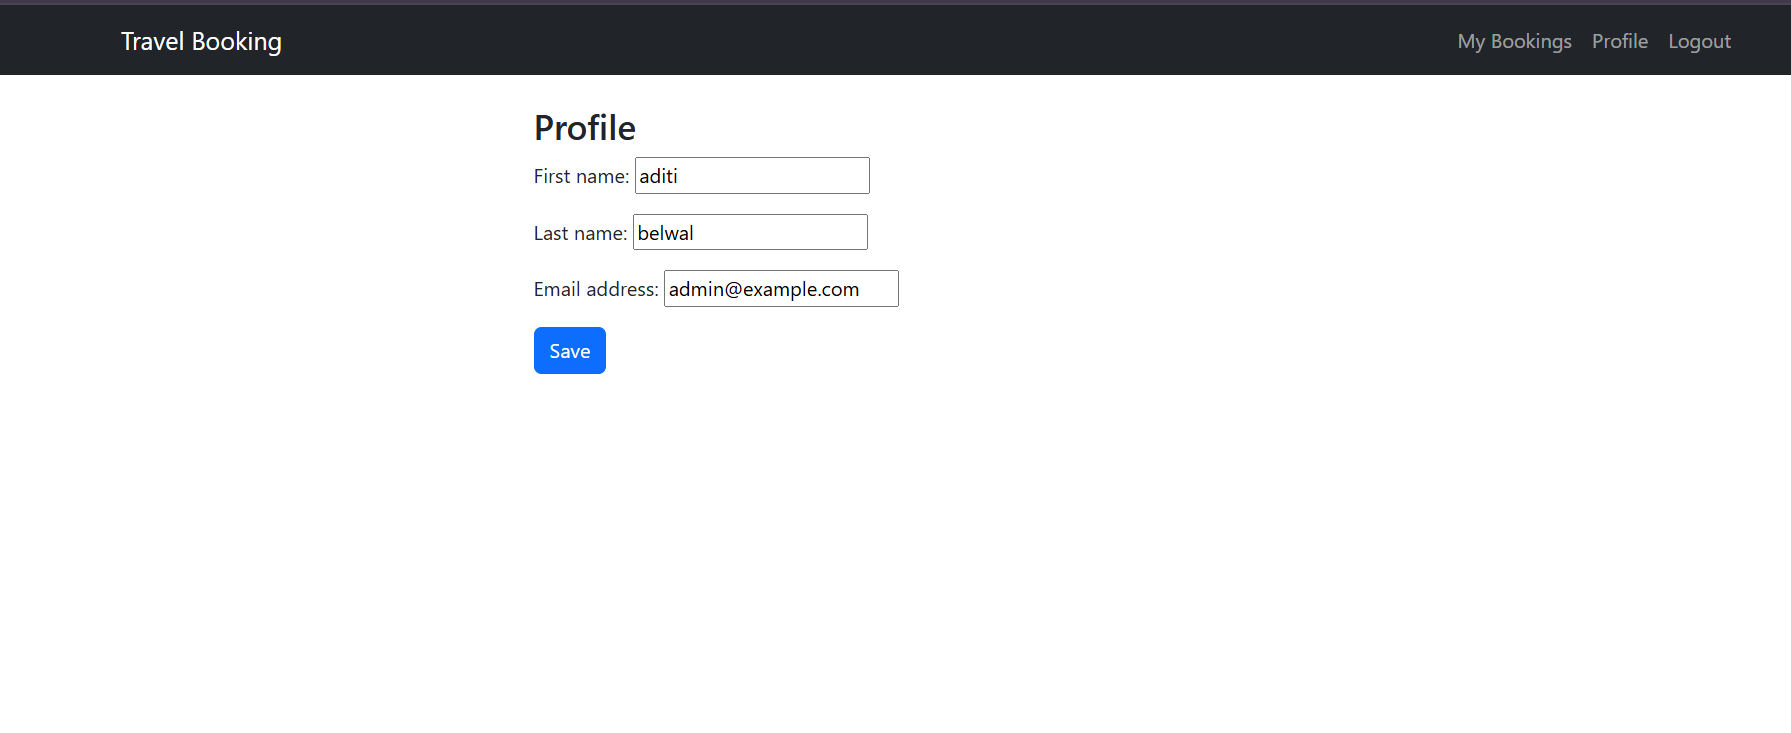 Travel Booking My Bookings Profile Logout
Profile
First name: aditi
Last name: belwal
Email address: admin@example.com
Save